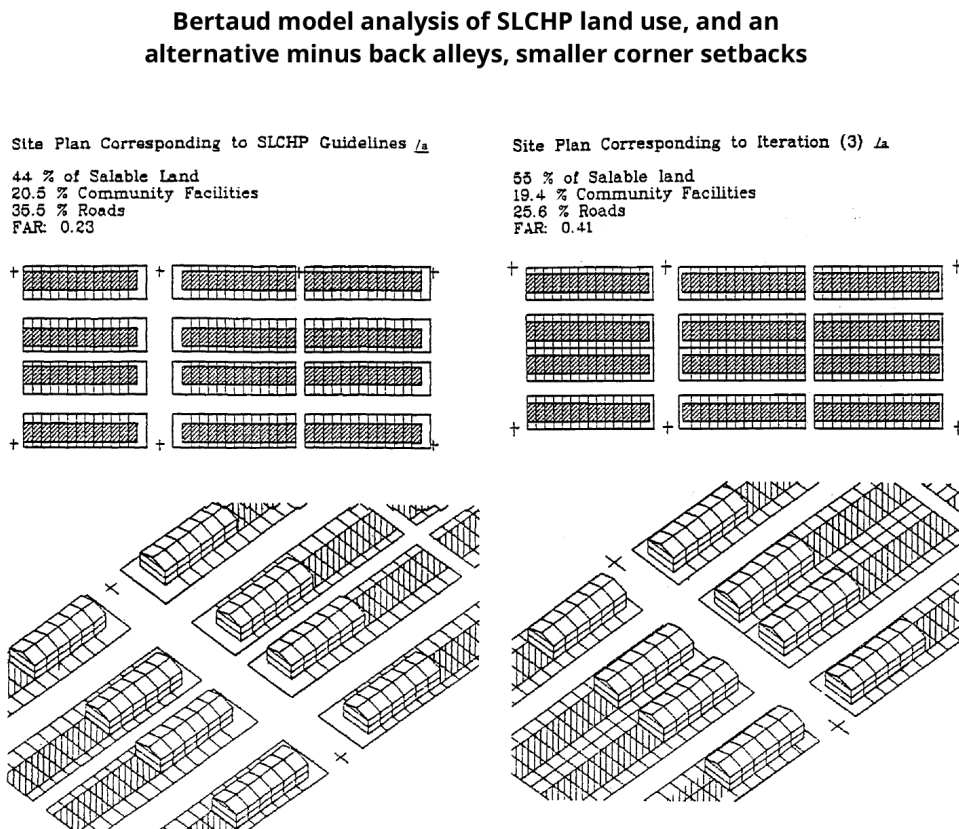 Bertaud model analysis of SLCHP land use, and an
alternative minus back alleys, smaller corner setbacks
Site Plan Corresponding to SLCHP Guidelines /a
44 % of Salable Land
20.5 % Community Facilities
35.5 % Roads
FAR: 0.23
Site Plan Corresponding to Iteration (3) /a
55 % of Salable land
19.4 % Community Facilities
25.6 % Roads
FAR: 0.41